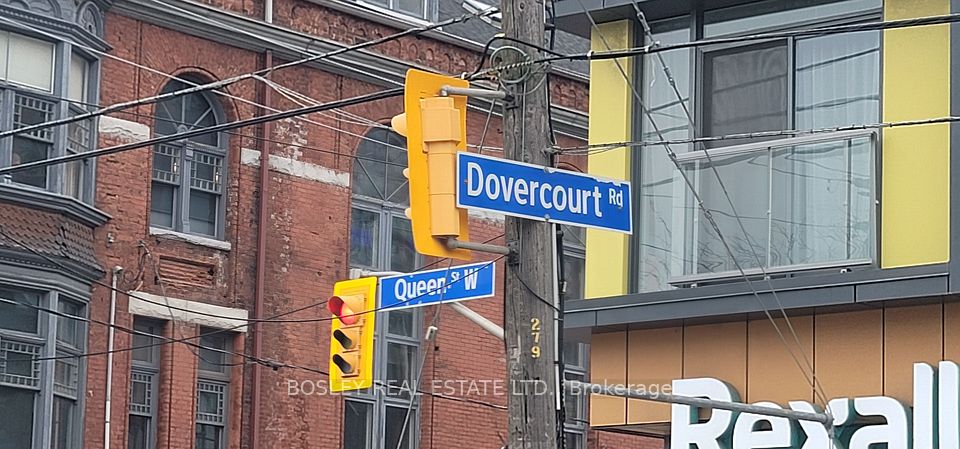 Dovercourt Rd
Queen St W
279
BOSLEY REAL ESTATE LTD., Brokerage
Rexall